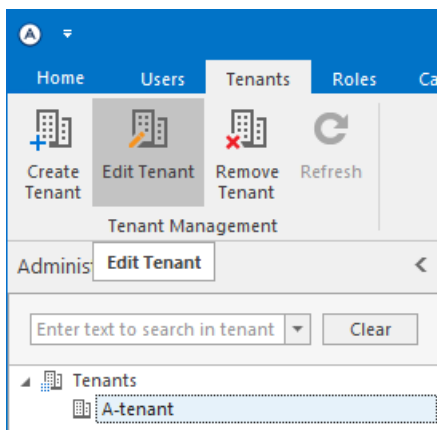 A
Home Users Tenants Roles Ca
Create Tenant Edit Tenant Remove Tenant Refresh
Tenant Management
Adminis Edit Tenant
Enter text to search in tenant Clear
Tenants
A-tenant